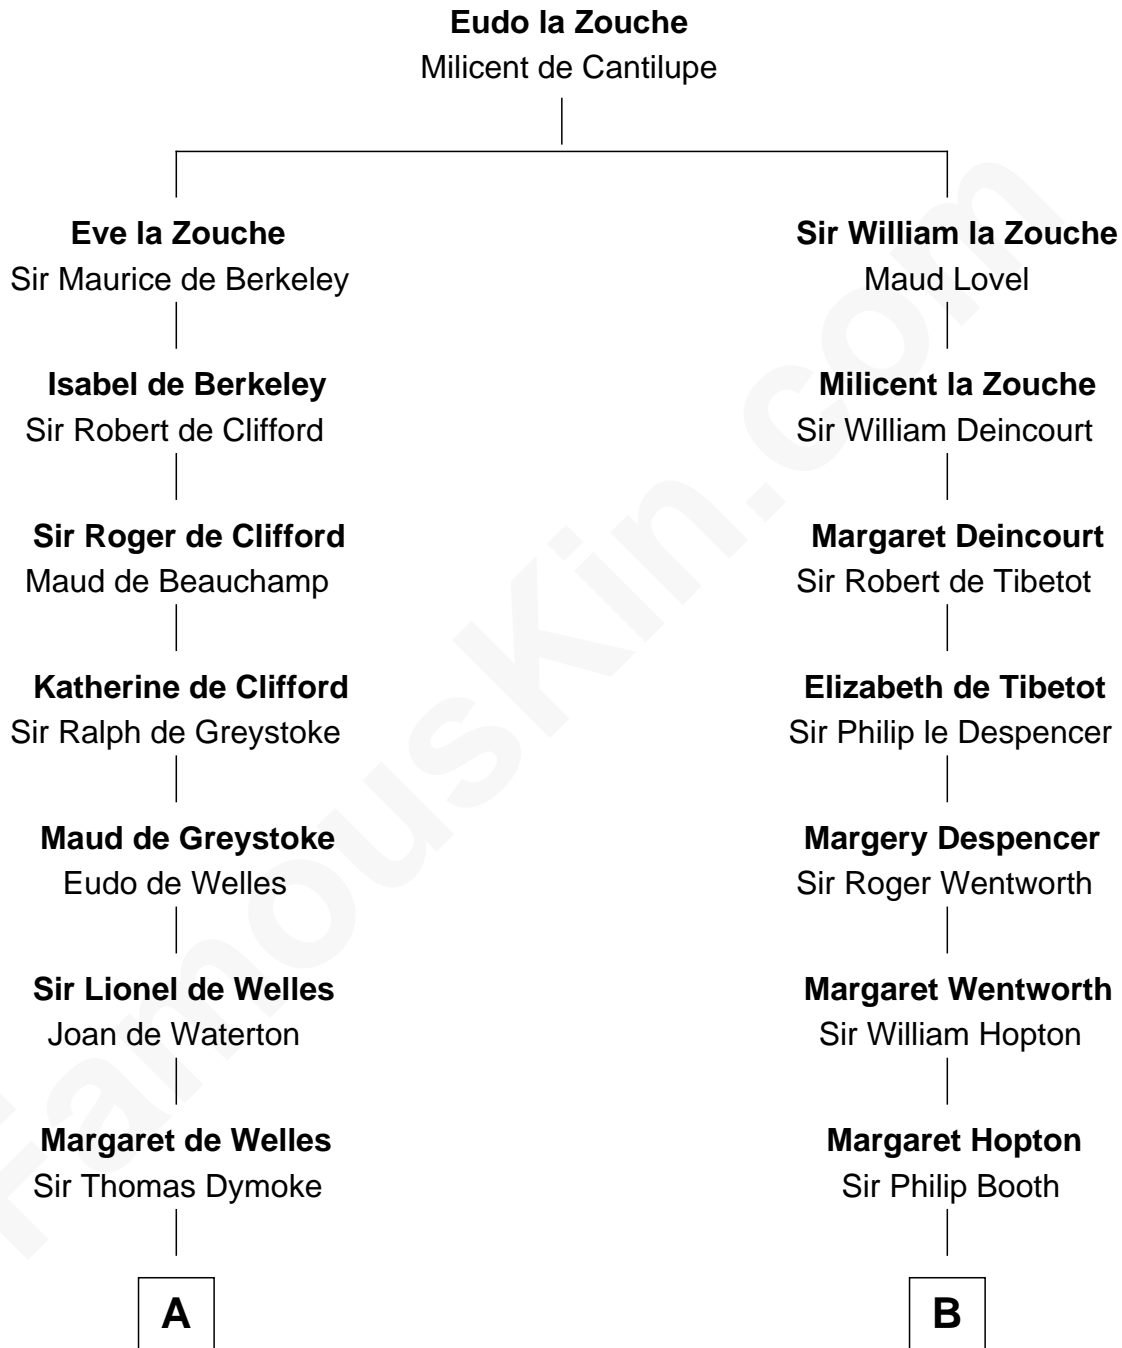 Eudo la Zouche
Milicent de Cantilupe
Eve la Zouche
Sir Maurice de Berkeley
Isabel de Berkeley
Sir Robert de Clifford
Sir Roger de Clifford
Maud de Beauchamp
Katherine de Clifford
Sir Ralph de Greystoke
Maud de Greystoke
Eudo de Welles
Sir Lionel de Welles
Joan de Waterton
Margaret de Welles
Sir Thomas Dymoke
A
Sir William la Zouche
Maud Lovel
Milicent la Zouche
Sir William Deincourt
Margaret Deincourt
Sir Robert de Tibetot
Elizabeth de Tibetot
Sir Philip le Despencer
Margery Despencer
Sir Roger Wentworth
Margaret Wentworth
Sir William Hopton
Margaret Hopton
Sir Philip Booth
B
FamousKin.com